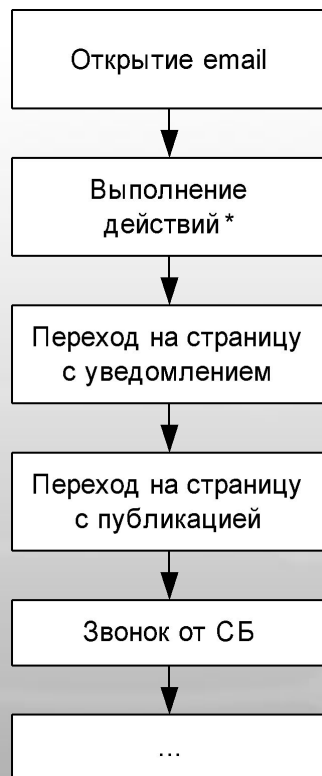 Открытие email
Выполнение
действий *
Переход на страницу
с уведомлением
Переход на страницу
с публикацией
Звонок от СБ
...